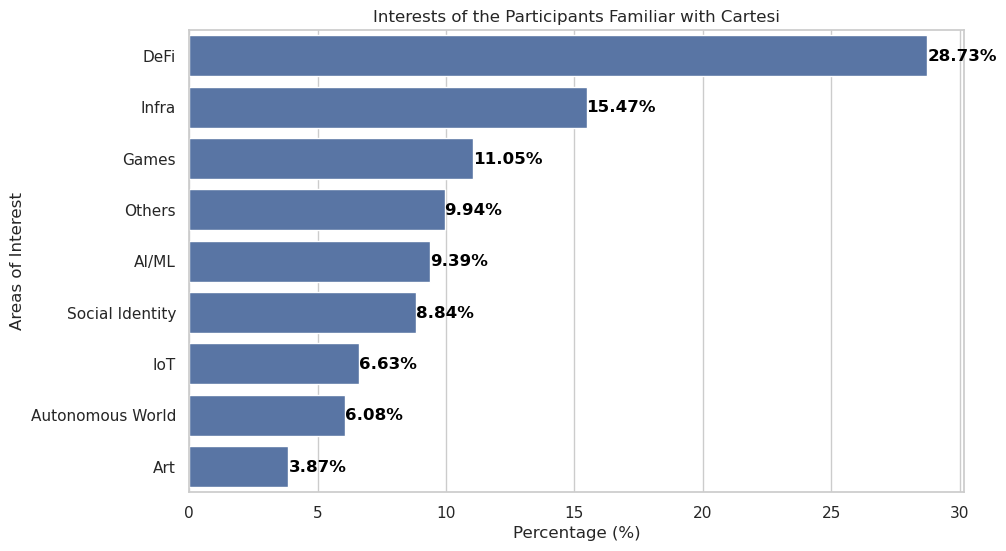 Interests of the Participants Familiar with Cartesi
Areas of Interest
DeFi 28.73%
Infra 15.47%
Games 11.05%
Others 9.94%
AI/ML 9.39%
Social Identity 8.84%
IoT 6.63%
Autonomous World 6.08%
Art 3.87%
0 5 10 15 20 25 30
Percentage (%)